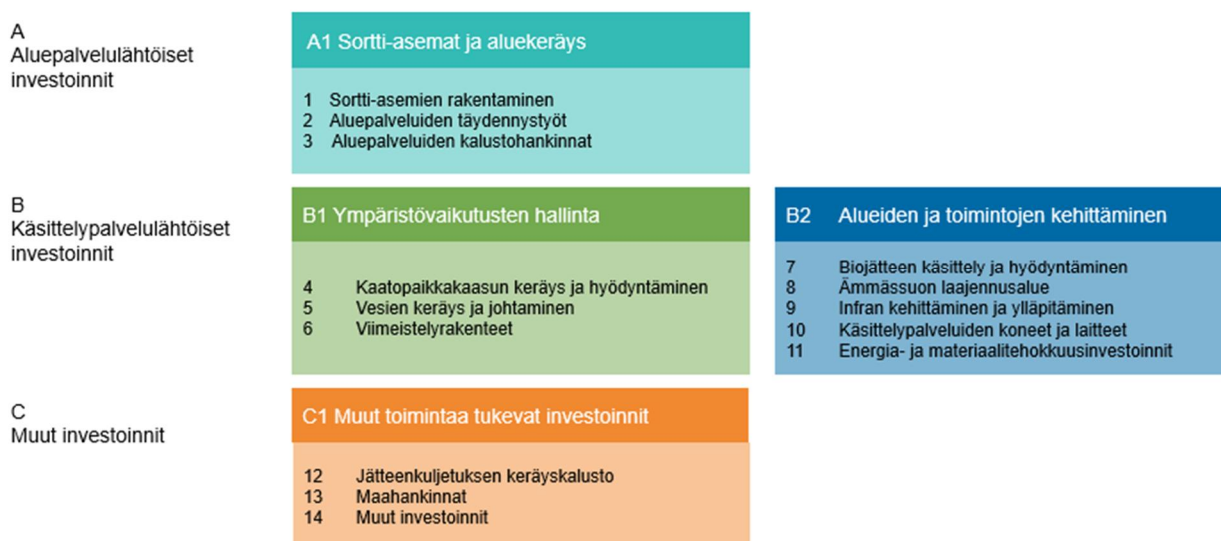 A
Aluepalvelulähtöiset
investoinnit
A1 Sortti-asemat ja aluekeräys
1 Sortti-asemien rakentaminen
2 Aluepalveluiden täydennystyöt
3 Aluepalveluiden kalustohankinnat
B
Käsittelypalvelulähtöiset
investoinnit
B1 Ympäristövaikutusten hallinta
4 Kaatopaikkakaasun keräys ja hyödyntäminen
5 Vesien keräys ja johtaminen
6 Viimeistelyrakenteet
B2 Alueiden ja toimintojen kehittäminen
7 Biojätteen käsittely ja hyödyntäminen
8 Ämmässuon laajennusalue
9 Infran kehittäminen ja ylläpitäminen
10 Käsittelypalveluiden koneet ja laitteet
11 Energia- ja materiaalitehokkuusinvestoinnit
C
Muut investoinnit
C1 Muut toimintaa tukevat investoinnit
12 Jätteenkuljetuksen keräyskalusto
13 Maahankinnat
14 Muut investoinnit